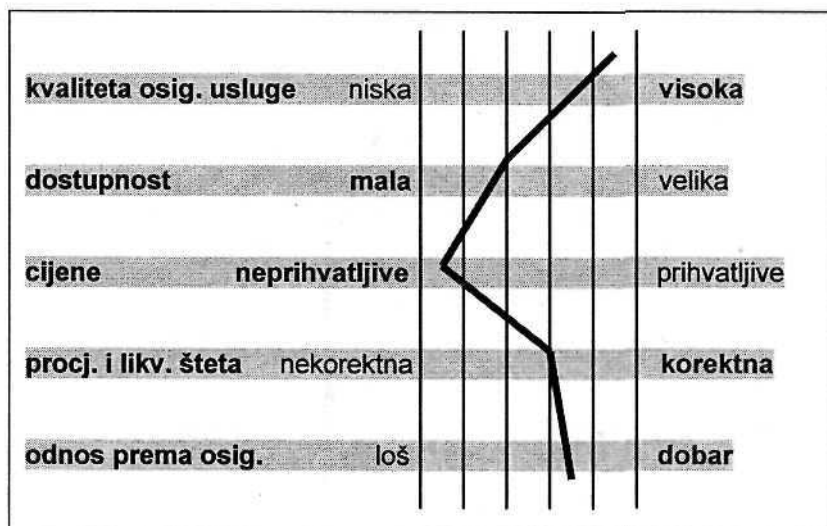 kvaliteta osig. usluge niska visoka
dostupnost mala velika
cijene neprihvatljive prihvatljive
procj. i likv. šteta nekorektna korektna
odnos prema osig. loš dobar